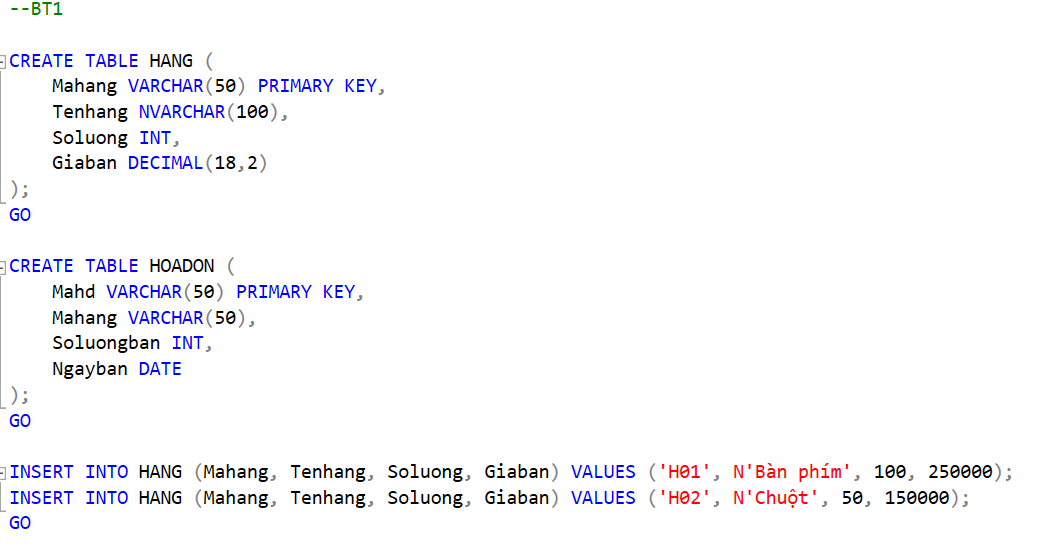 --BT1
CREATE TABLE HANG (
    Mahang VARCHAR(50) PRIMARY KEY,
    Tenhang NVARCHAR(100),
    Soluong INT,
    Giaban DECIMAL(18,2)
);
GO
CREATE TABLE HOADON (
    Mahd VARCHAR(50) PRIMARY KEY,
    Mahang VARCHAR(50),
    Soluongban INT,
    Ngayban DATE
);
GO
INSERT INTO HANG (Mahang, Tenhang, Soluong, Giaban) VALUES ('H01', N'Bàn phím', 100, 250000);
INSERT INTO HANG (Mahang, Tenhang, Soluong, Giaban) VALUES ('H02', N'Chuột', 50, 150000);
GO